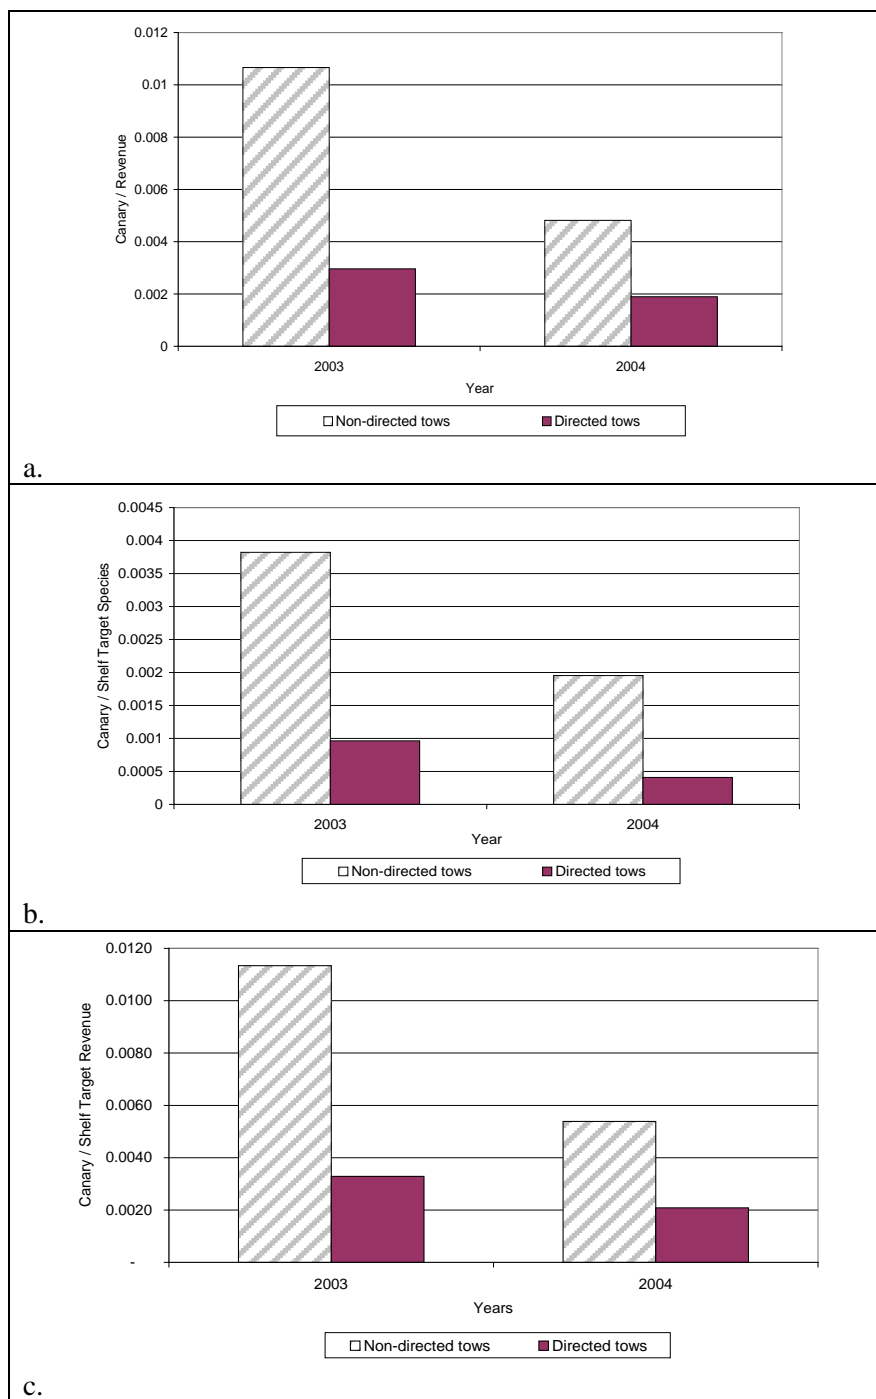 0.012
0.01
0.008
0.006
0.004
0.002
0
Canary / Revenue
2003 2004
Year
Non-directed tows Directed tows
a.
0.0045
0.004
0.0035
0.003
0.0025
0.002
0.0015
0.001
0.0005
0
Canary / Shelf Target Species
2003 2004
Year
Non-directed tows Directed tows
b.
0.0120
0.0100
0.0080
0.0060
0.0040
0.0020
-
Canary / Shelf Target Revenue
2003 2004
Years
Non-directed tows Directed tows
c.